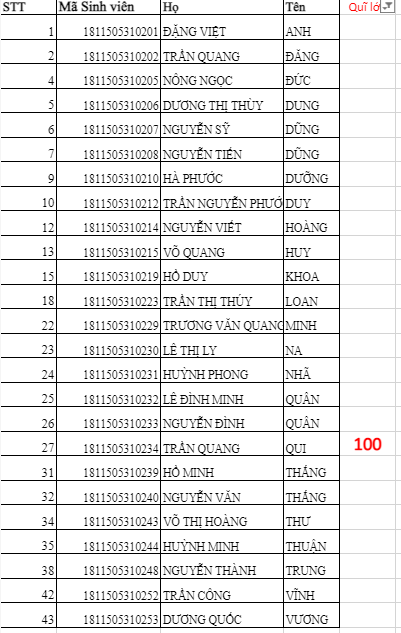 STT Mã Sinh viên Họ Tên Quĩ lớ
1 1811505310201 ĐẶNG VIỆT ANH
2 1811505310202 TRẦN QUANG ĐĂNG
4 1811505310205 NÔNG NGỌC ĐỨC
5 1811505310206 DƯƠNG THỊ THÙY DUNG
6 1811505310207 NGUYỄN SỸ DŨNG
7 1811505310208 NGUYỄN TIẾN DŨNG
9 1811505310210 HÀ PHƯỚC DƯỠNG
10 1811505310212 TRẦN NGUYỄN PHƯỚ DUY
12 1811505310214 NGUYỄN VIẾT HOÀNG
13 1811505310215 VÕ QUANG HUY
15 1811505310219 HỒ DUY KHOA
18 1811505310223 TRẦN THỊ THÚY LOAN
22 1811505310229 TRƯƠNG VĂN QUANG MINH
23 1811505310230 LÊ THỊ LY NA
24 1811505310231 HUỲNH PHONG NHÃ
25 1811505310232 LÊ ĐÌNH MINH QUÂN
26 1811505310233 NGUYỄN ĐÌNH QUÂN
27 1811505310234 TRẦN QUANG QUI 100
31 1811505310239 HỒ MINH THẮNG
32 1811505310240 NGUYỄN VĂN THẮNG
34 1811505310243 VÕ THỊ HOÀNG THƯ
35 1811505310244 HUỲNH MINH THUẬN
38 1811505310248 NGUYỄN THÀNH TRUNG
42 1811505310252 TRẦN CÔNG VĨNH
43 1811505310253 DƯƠNG QUỐC VƯƠNG